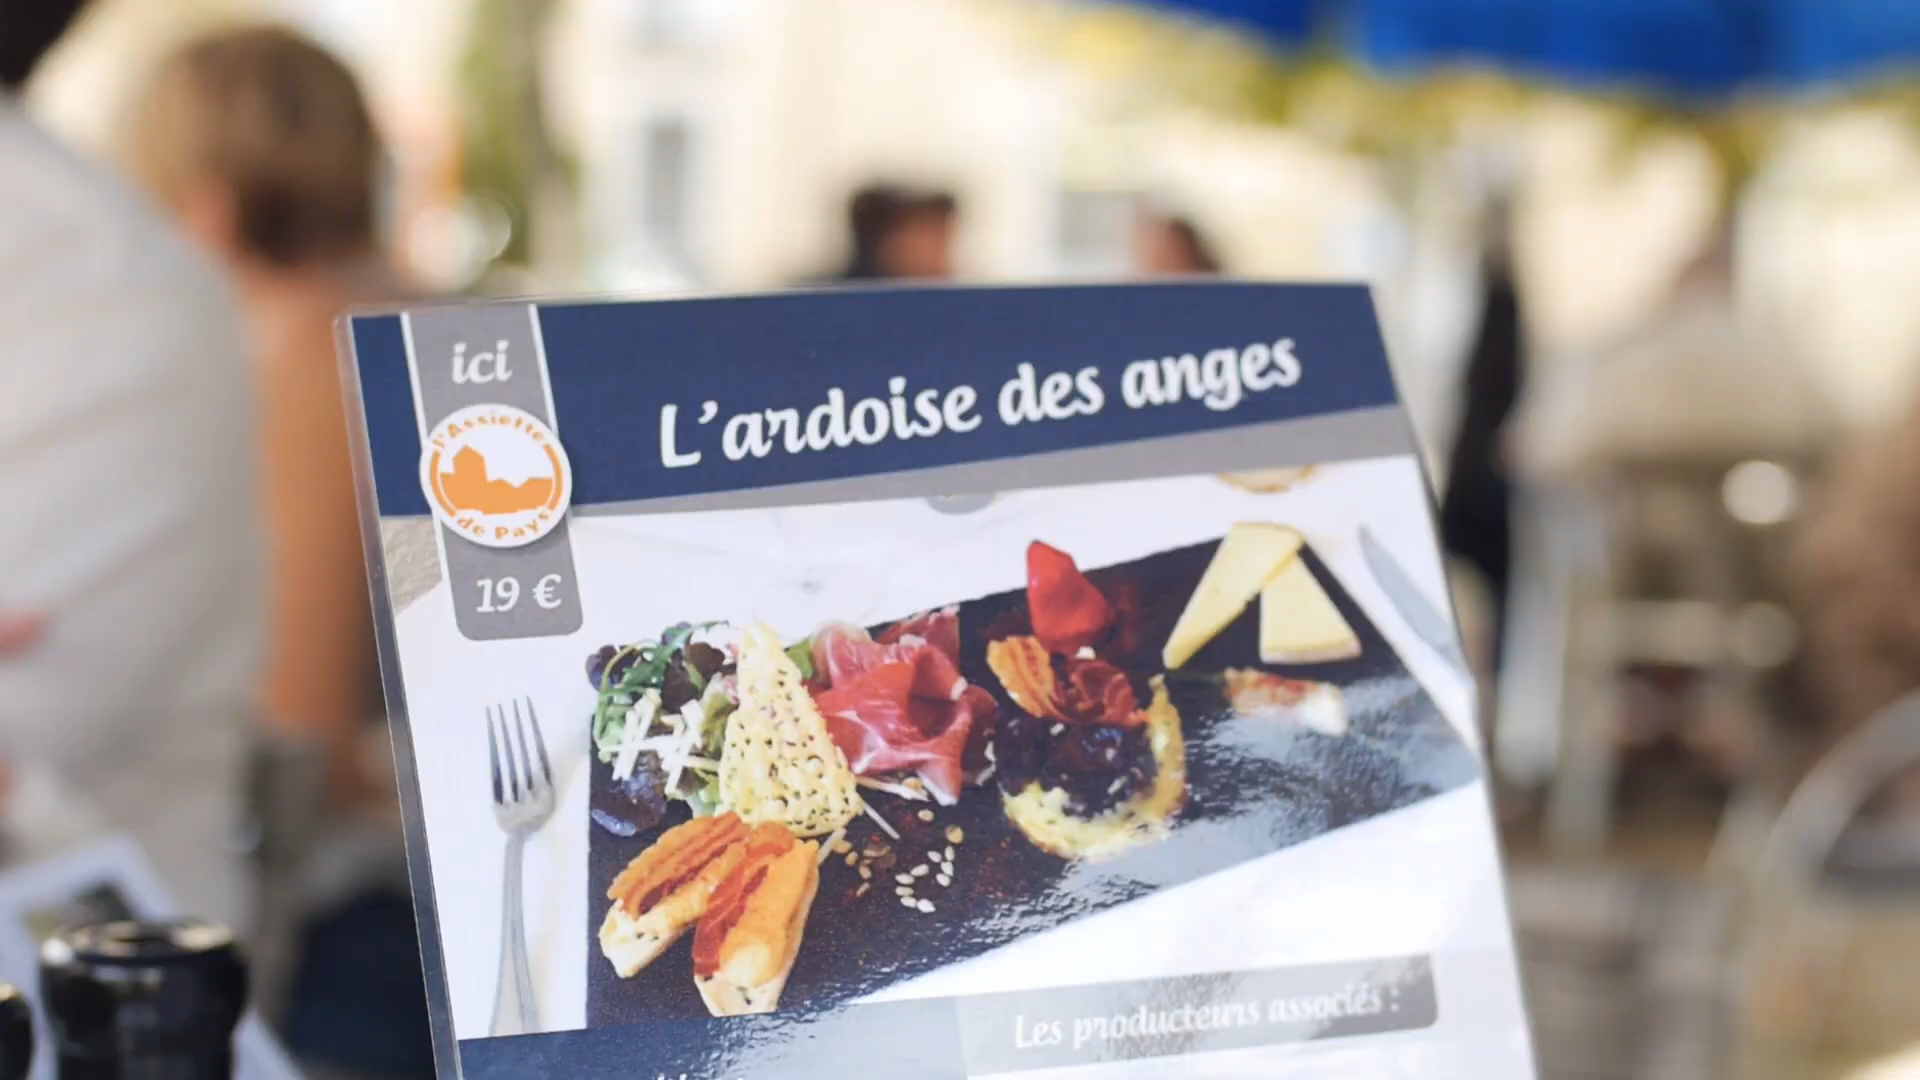 ici
L'ardoise des anges
l'Assiette
de Pays
19 €
Les producteurs associés :